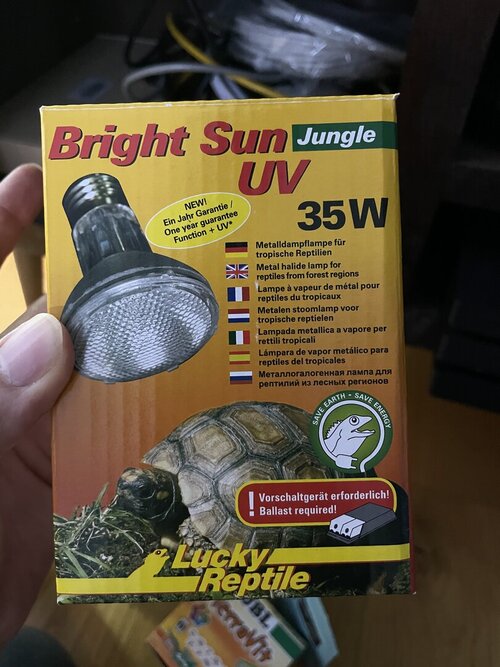 Bright Sun Jungle
UV
NEW!
Ein Jahr Garantie /
One year guarantee
Function + UV*
35W
Metalldampflampe für
tropische Reptilien
Metal halide lamp for
reptiles from forest regions
Lampe à vapeur de métal pour
reptiles du tropicaux
Metalen stoomlamp voor
tropische reptielen
Lampada metallica a vapore per
rettili tropicali
Lámpara de vapor metálico para
reptiles del tropicales
Металлогалогенная лампа для
рептилий из лесных регионов
SAVE EARTH - SAVE ENERGY
! Vorschaltgerät erforderlich!
Ballast required!
Lucky
Reptile
JBL
TerraVit